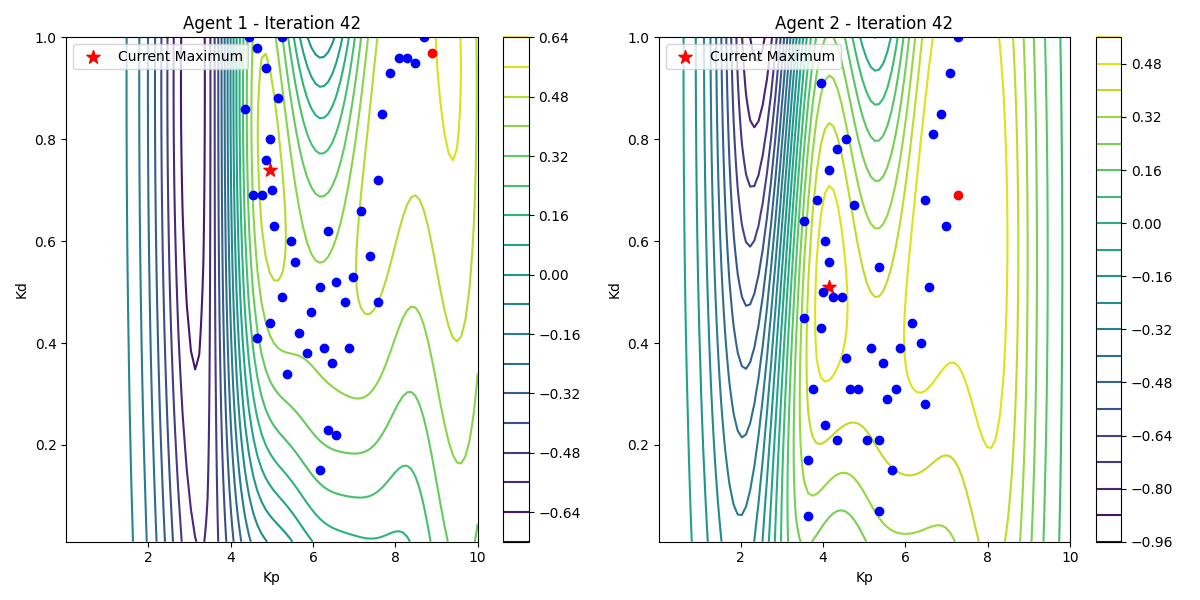 Agent 1 - Iteration 42
Current Maximum
Kd
1.0
0.8
0.6
0.4
0.2
2 4 6 8 10
Kp
0.64
0.48
0.32
0.16
0.00
−0.16
−0.32
−0.48
−0.64
Agent 2 - Iteration 42
Current Maximum
Kd
1.0
0.8
0.6
0.4
0.2
2 4 6 8 10
Kp
0.48
0.32
0.16
0.00
−0.16
−0.32
−0.48
−0.64
−0.80
−0.96